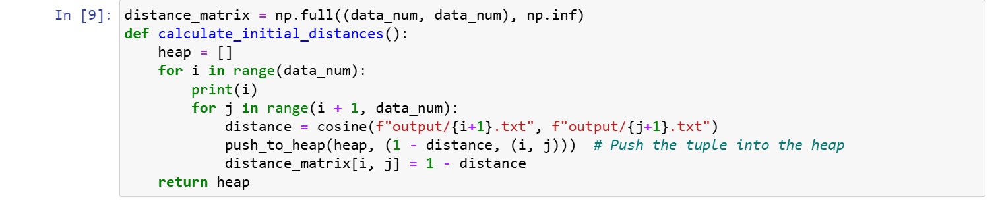 In [9]: distance_matrix = np.full((data_num, data_num), np.inf)
def calculate_initial_distances():
    heap = []
    for i in range(data_num):
        print(i)
        for j in range(i + 1, data_num):
            distance = cosine(f"output/{i+1}.txt", f"output/{j+1}.txt")
            push_to_heap(heap, (1 - distance, (i, j)))  # Push the tuple into the heap
            distance_matrix[i, j] = 1 - distance
    return heap